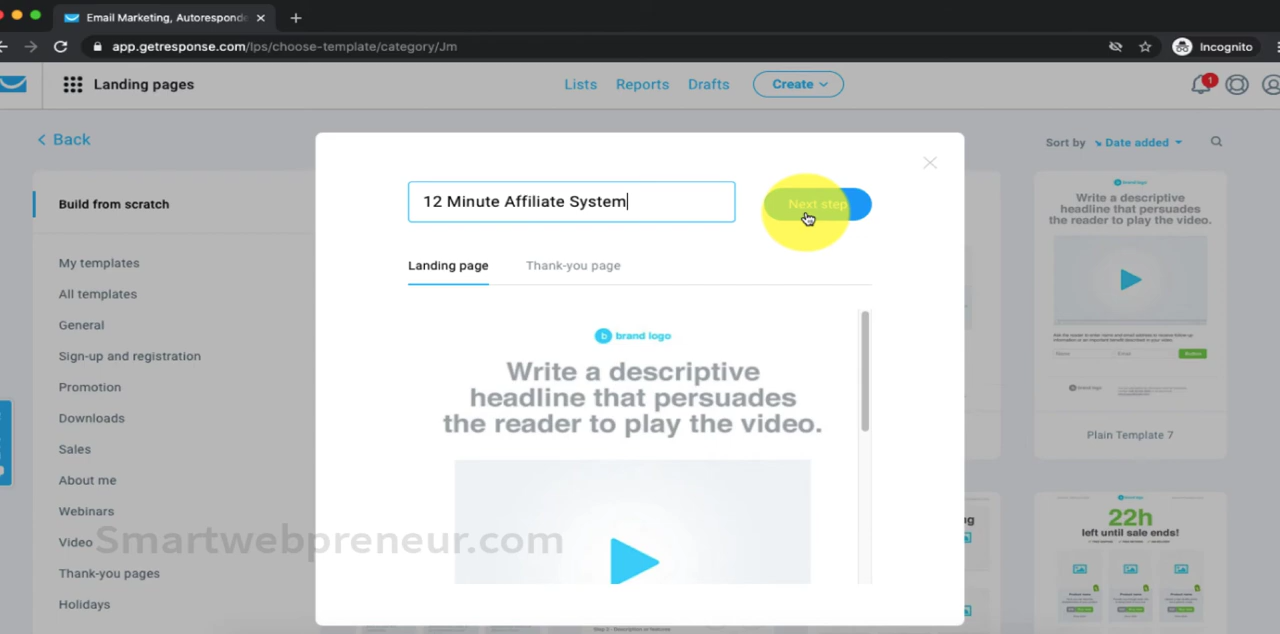 Email Marketing, Autoresponde
app.getresponse.com/lps/choose-template/category/Jm
Incognito
Landing pages
Lists
Reports
Drafts
Create
1
Back
Sort by
Date added
Build from scratch
My templates
All templates
General
Sign-up and registration
Promotion
Downloads
Sales
About me
Webinars
Video
Thank-you pages
Holidays
12 Minute Affiliate System
Next step
Landing page
Thank-you page
b brand logo
Write a descriptive
headline that persuades
the reader to play the video.
Write a descriptive
headline that persuades
the reader to play the video.
Name
Email
Plain Template 7
22h
left until sale ends!
Smartwebpreneur.com